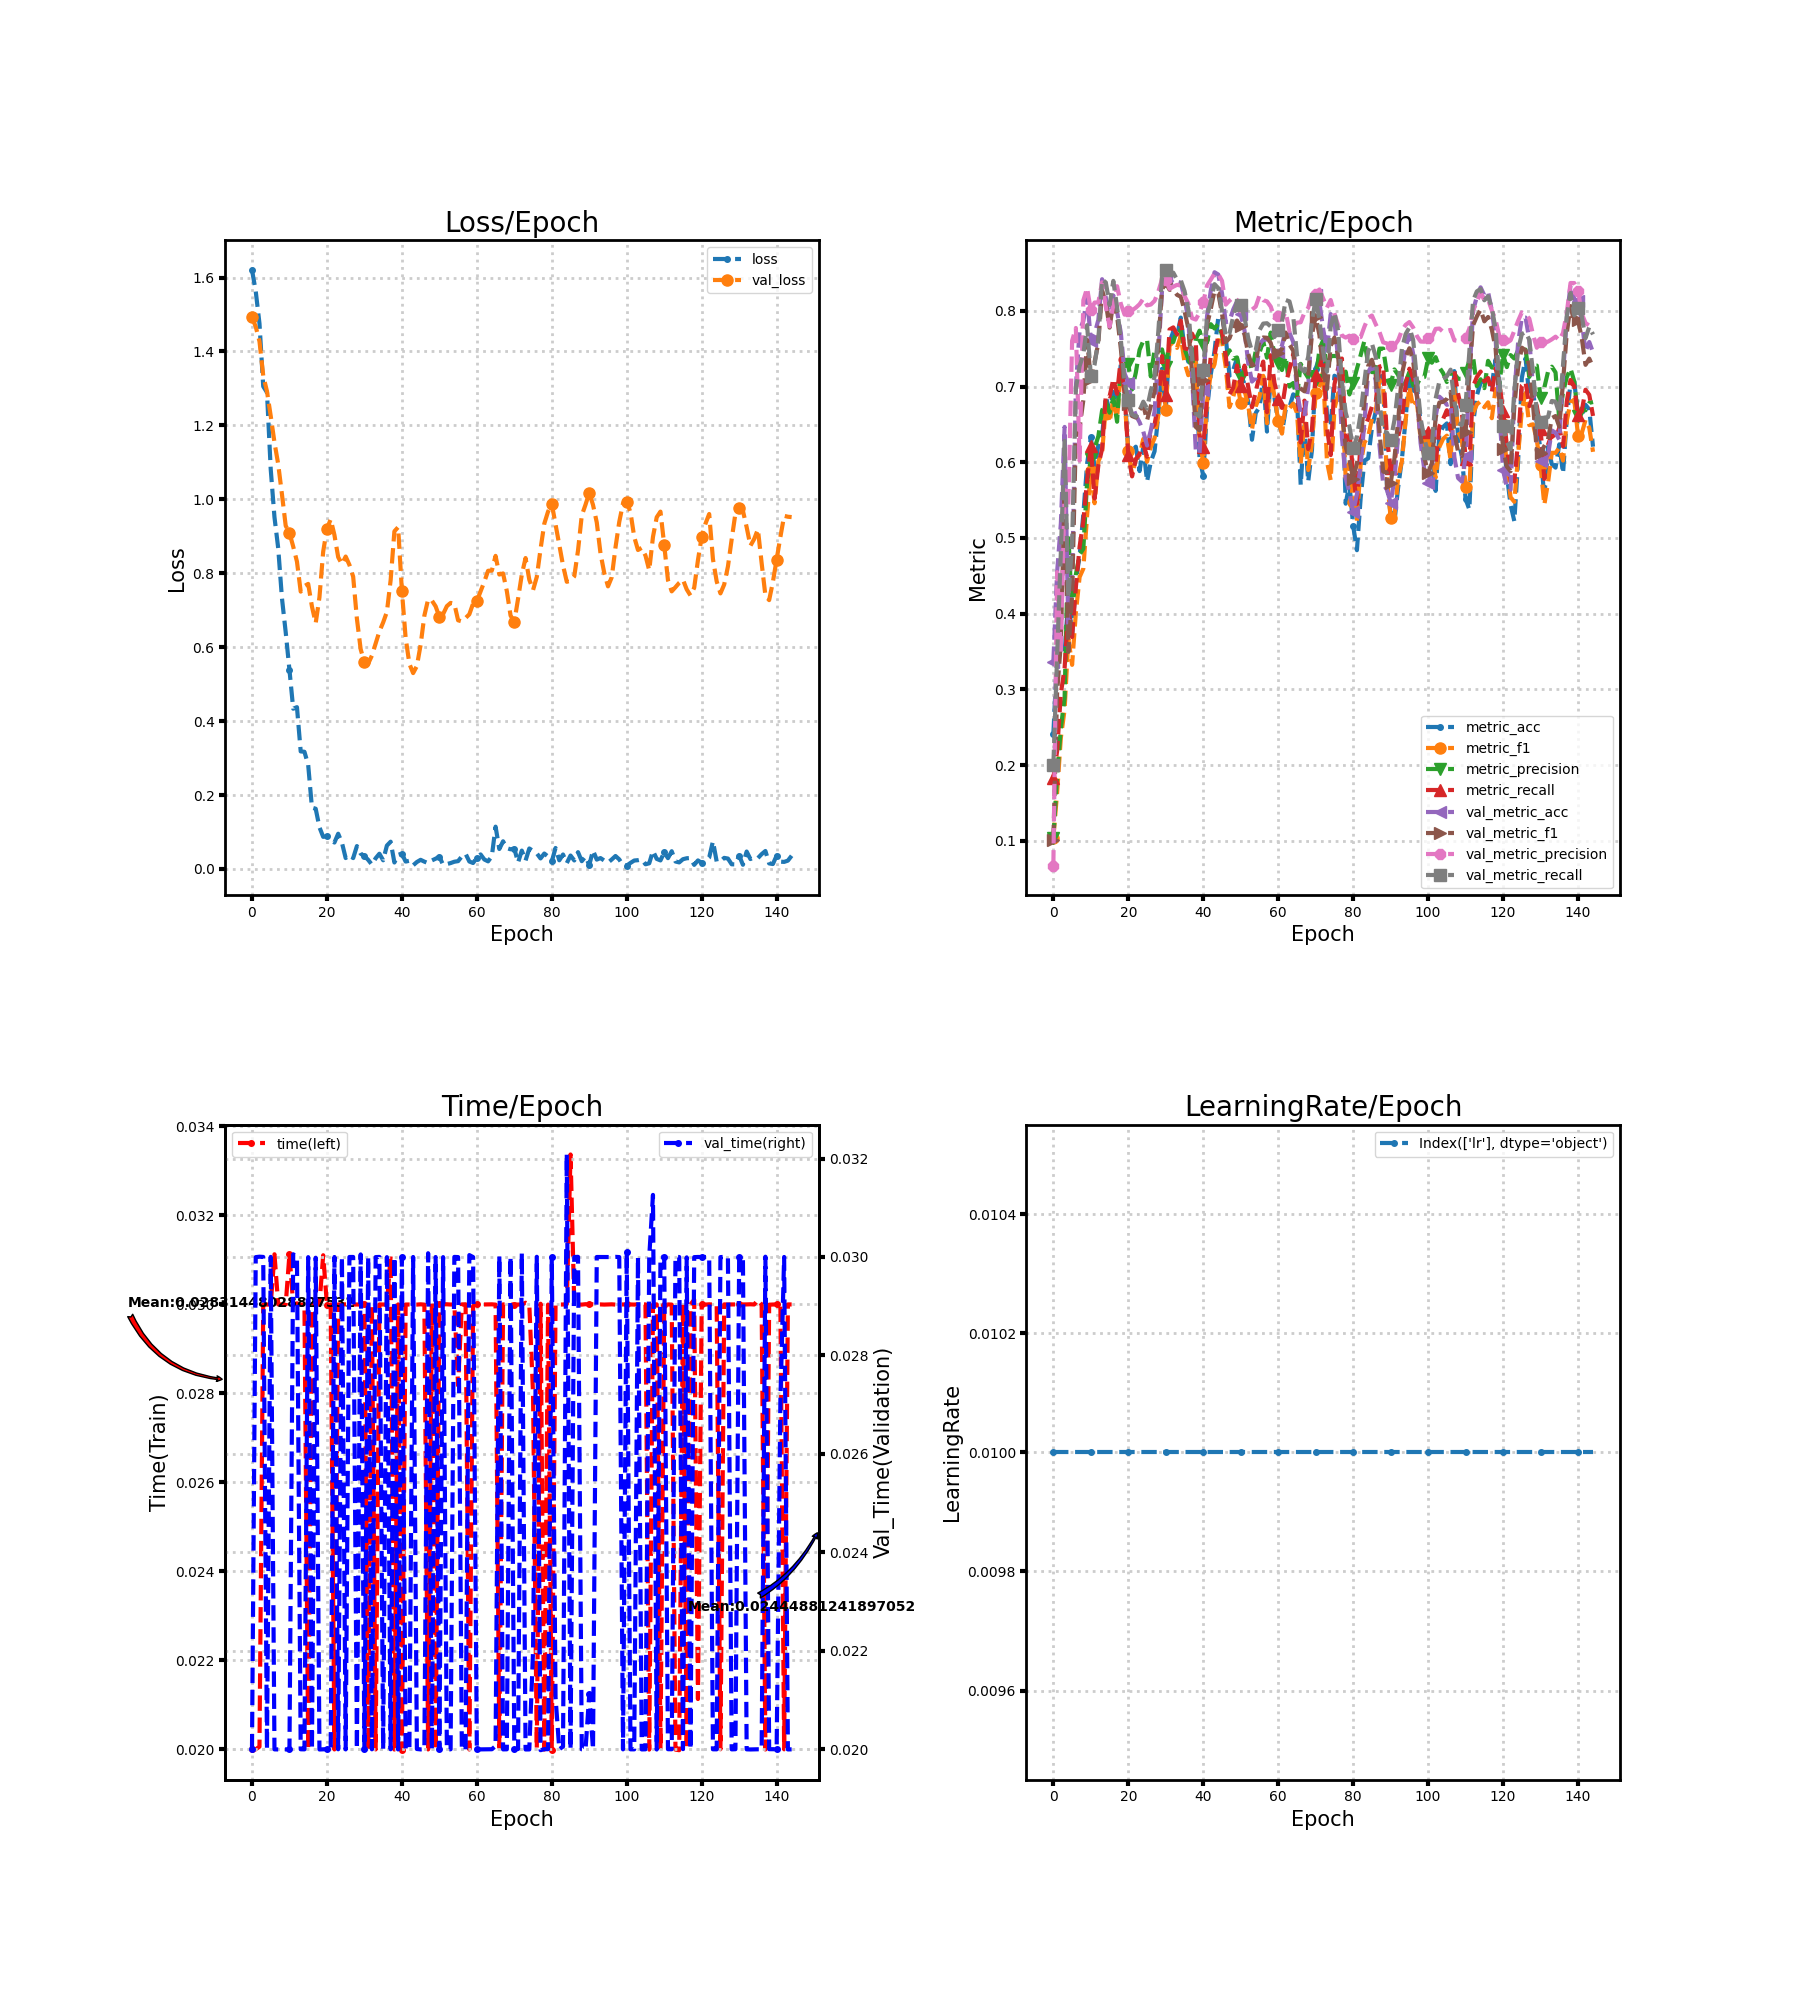 Loss/Epoch
loss
val_loss
1.6
1.4
1.2
1.0
0.8
0.6
0.4
0.2
0.0
Loss
0 20 40 60 80 100 120 140
Epoch
Metric/Epoch
0.8
0.7
0.6
0.5
0.4
0.3
0.2
0.1
Metric
metric_acc
metric_f1
metric_precision
metric_recall
val_metric_acc
val_metric_f1
val_metric_precision
val_metric_recall
0 20 40 60 80 100 120 140
Epoch
Time/Epoch
time(left)
val_time(right)
0.034
0.032
0.030
0.028
0.026
0.024
0.022
0.020
Time(Train)
0.032
0.030
0.028
0.026
0.024
0.022
0.020
Val_Time(Validation)
Mean:0.02444881241897052
0 20 40 60 80 100 120 140
Epoch
LearningRate/Epoch
Index(['lr'], dtype='object')
0.0104
0.0102
0.0100
0.0098
0.0096
LearningRate
0 20 40 60 80 100 120 140
Epoch